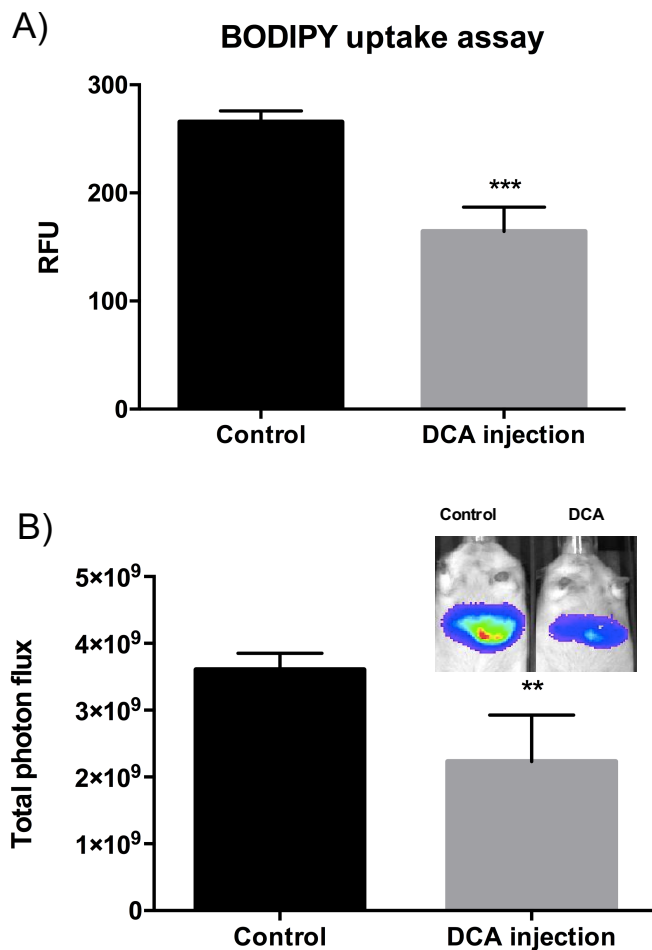 A)
BODIPY uptake assay
300
200
100
0
RFU
***
Control
DCA injection
B)
Control
DCA
5×10⁹
4×10⁹
3×10⁹
2×10⁹
1×10⁹
0
Total photon flux
**
Control
DCA injection